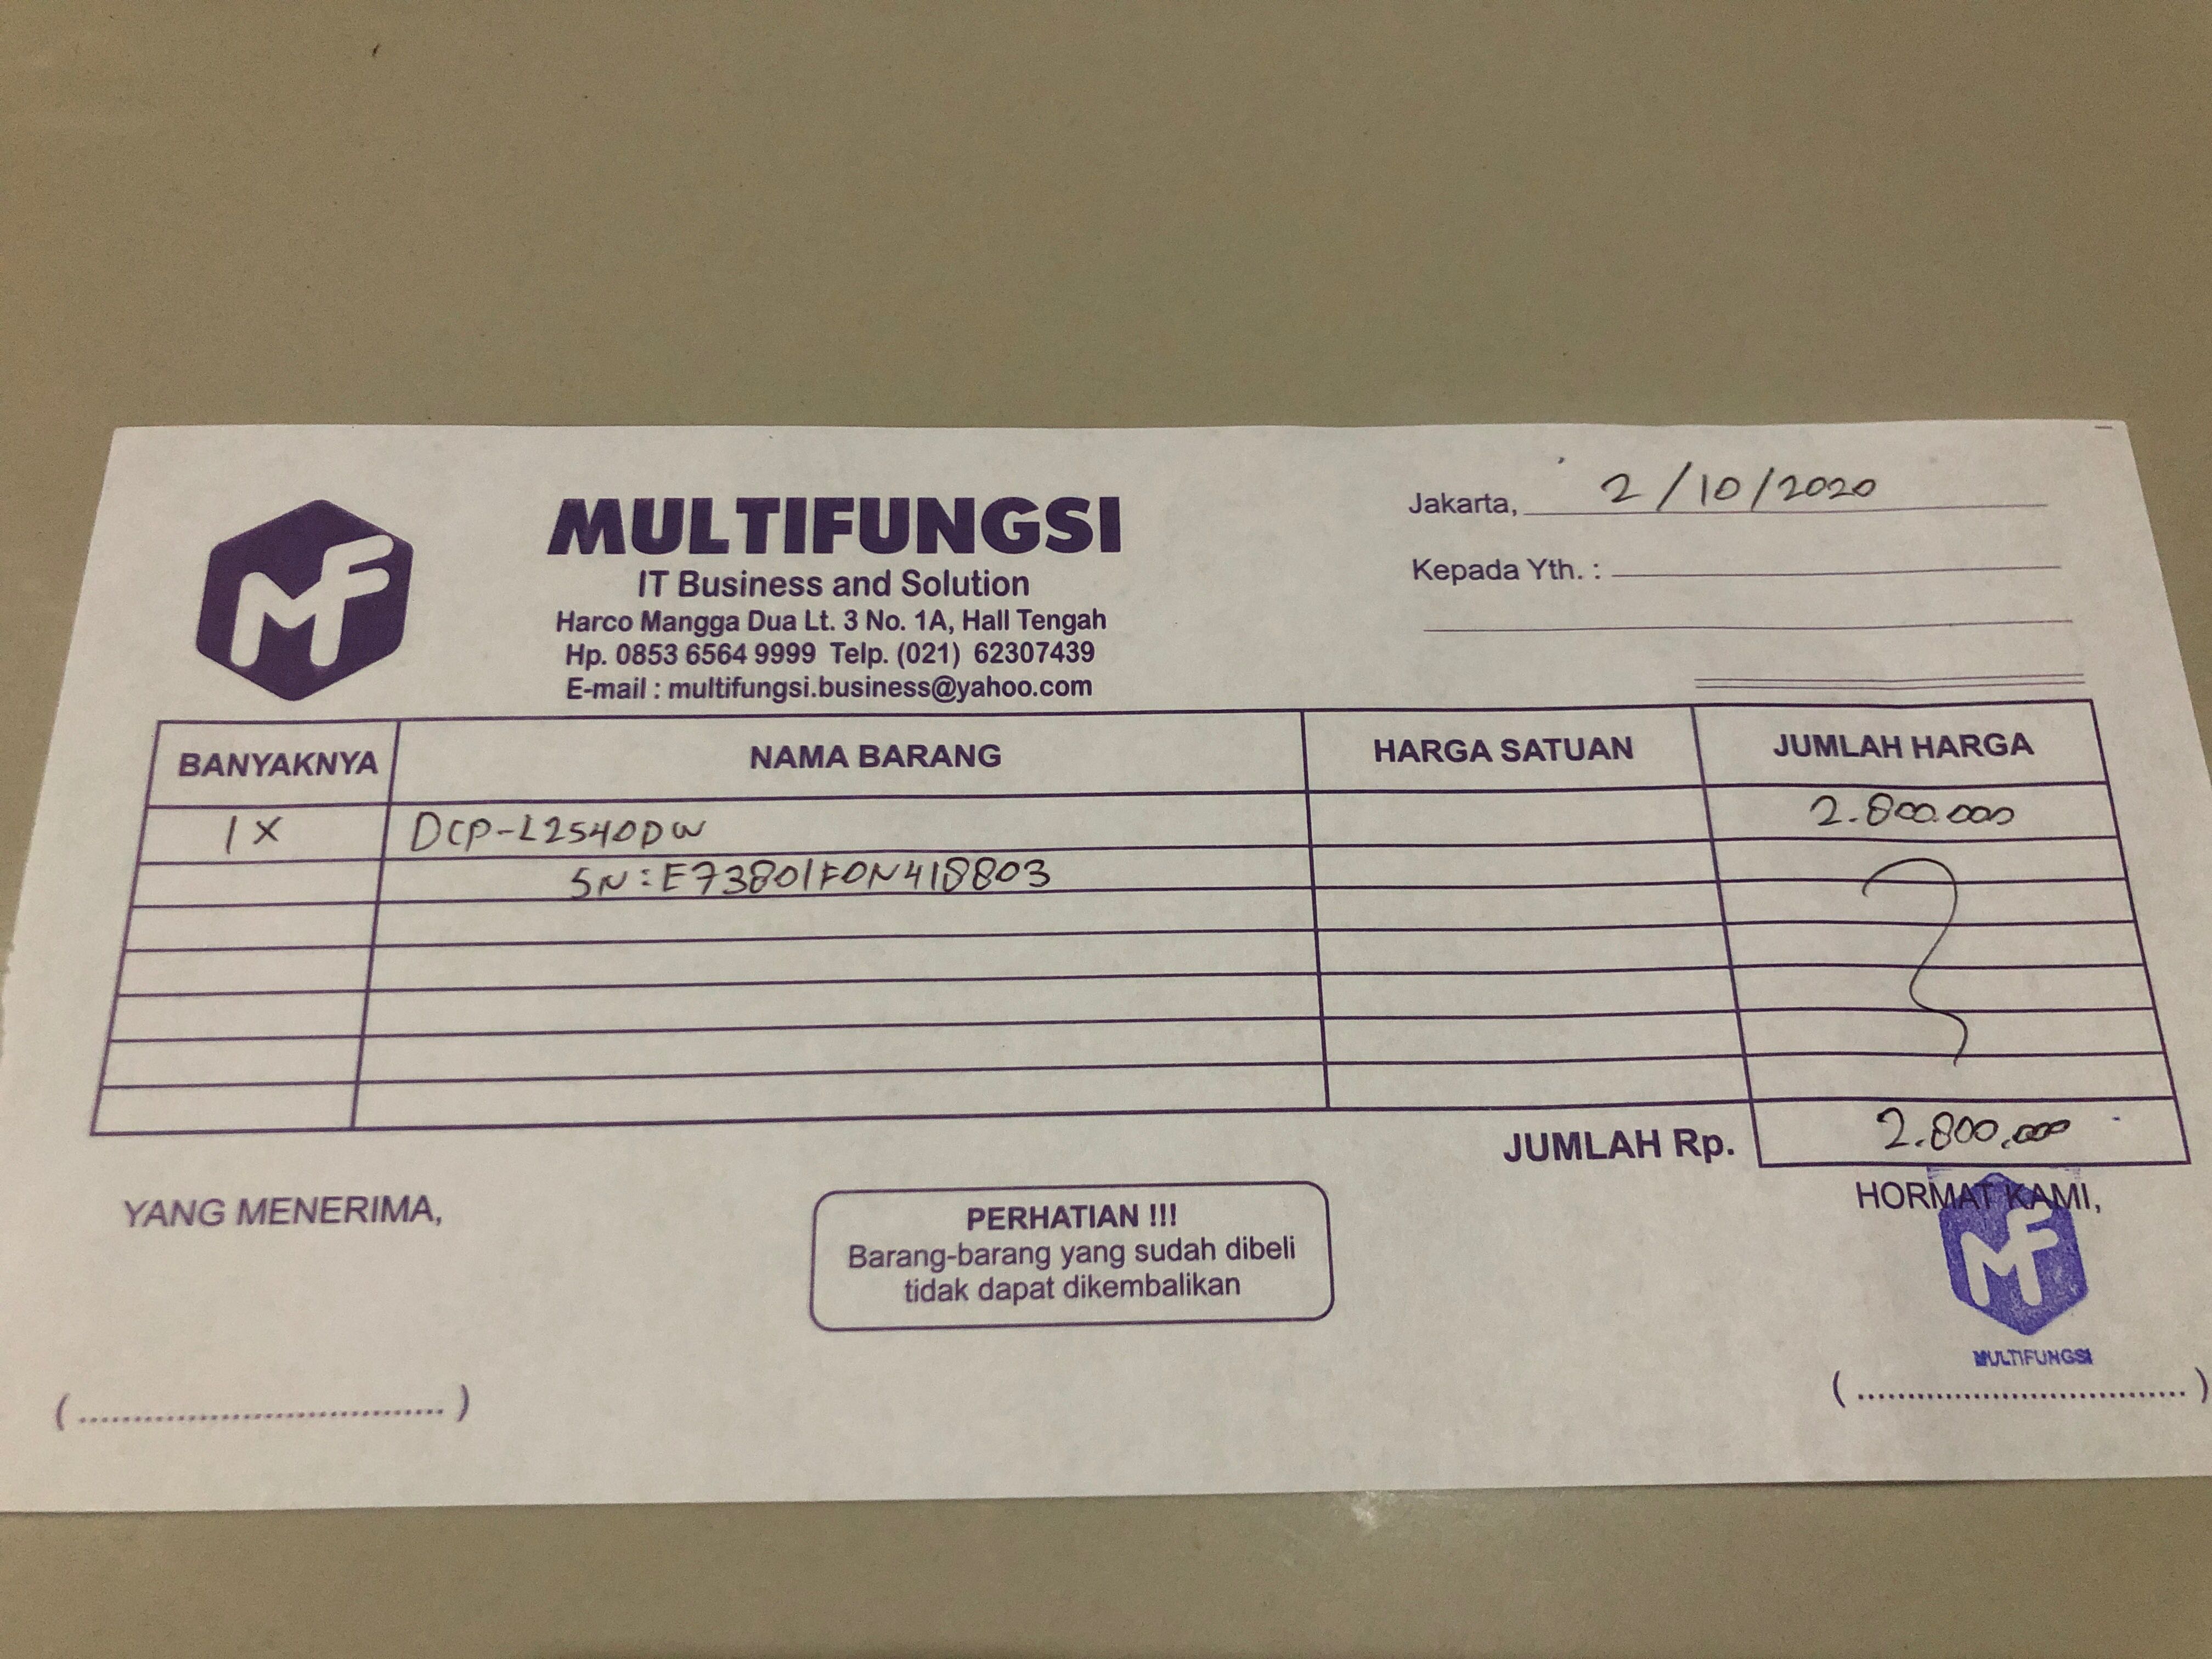 MF
MULTIFUNGSI
IT Business and Solution
Harco Mangga Dua Lt. 3 No. 1A, Hall Tengah
Hp. 0853 6564 9999 Telp. (021) 62307439
E-mail : multifungsi.business@yahoo.com
Jakarta, 2/10/2020
Kepada Yth. :
BANYAKNYA NAMA BARANG HARGA SATUAN JUMLAH HARGA
1X DCP-L2540DW 2.800.000
SN:E73801F0N418803
JUMLAH Rp. 2.800.000
YANG MENERIMA,
PERHATIAN !!!
Barang-barang yang sudah dibeli
tidak dapat dikembalikan
HORMAT KAMI,
MF
MULTIFUNGSI
(....................................)
(....................................)